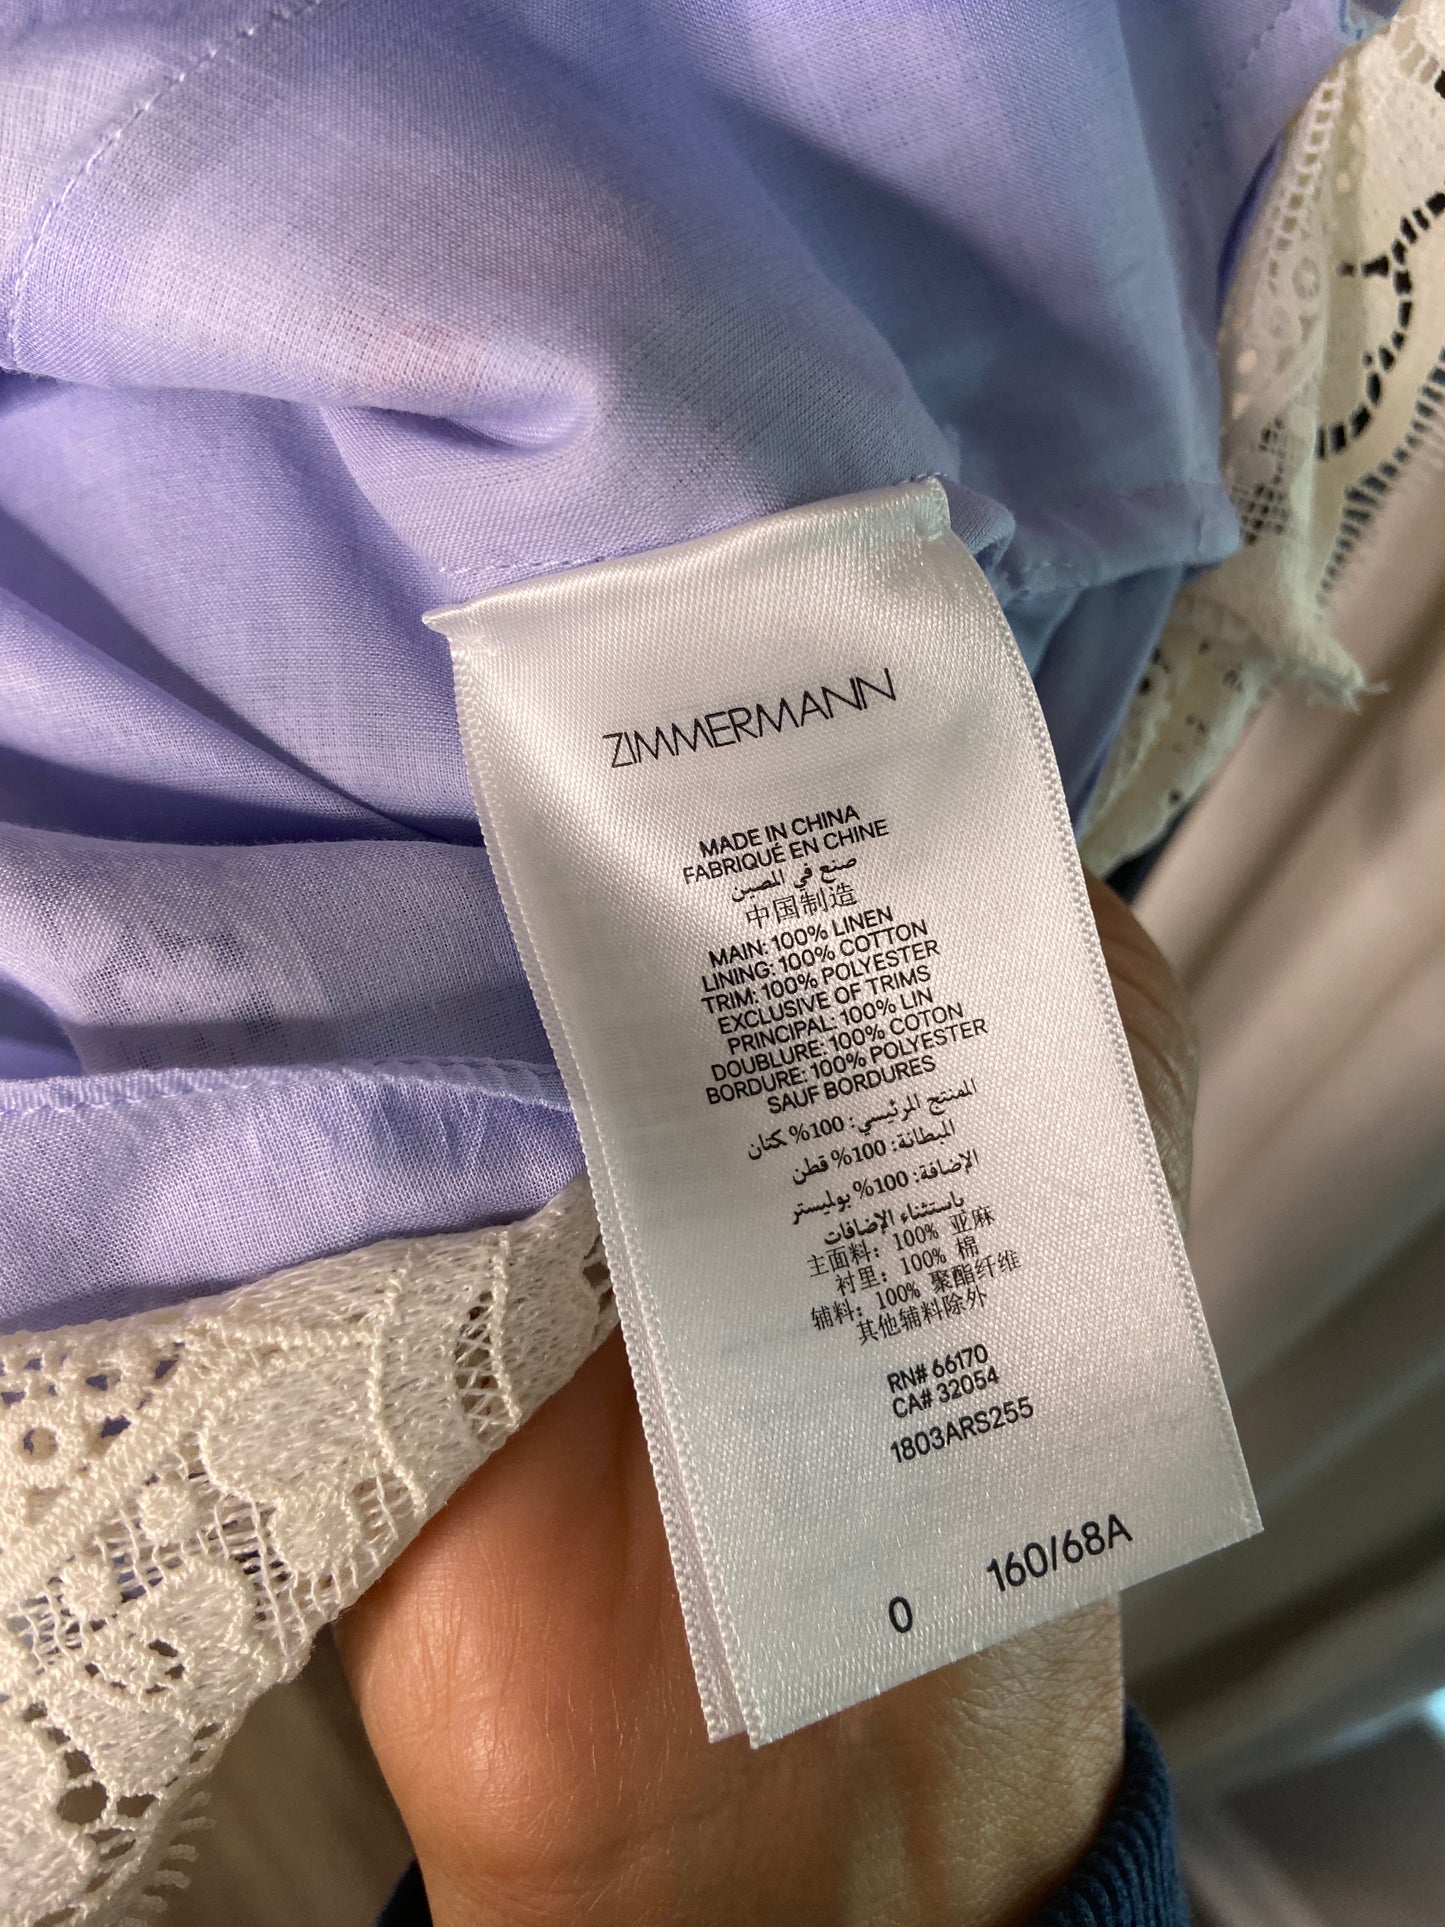 ZIMMERMANN
MADE IN CHINA
FABRIQUÉ EN CHINE
صنع في الصين
中国制造
MAIN: 100% LINEN
LINING: 100% COTTON
TRIM: 100% POLYESTER
EXCLUSIVE OF TRIMS
PRINCIPAL: 100% LIN
DOUBLURE: 100% COTON
BORDURE: 100% POLYESTER
SAUF BORDURES
المنتج الرئيسي: 100% كتان
البطانة: 100% قطن
الإضافة: 100% بوليستر
باستثناء الإضافات
主面料: 100% 亚麻
衬里: 100% 棉
辅料: 100% 聚酯纤维
其他辅料除外
RN# 66170
CA# 32054
1803ARS255
0 160/68A